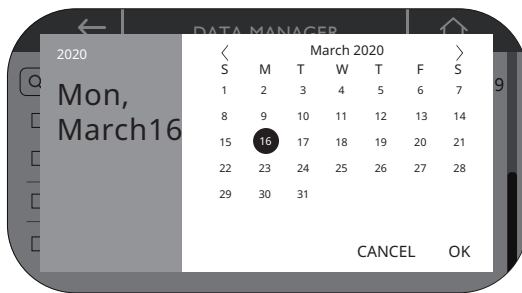 DATA MANAGER
2020
Mon,
March16
March 2020
S M T W T F S
1 2 3 4 5 6 7
8 9 10 11 12 13 14
15 16 17 18 19 20 21
22 23 24 25 26 27 28
29 30 31
9
CANCEL OK